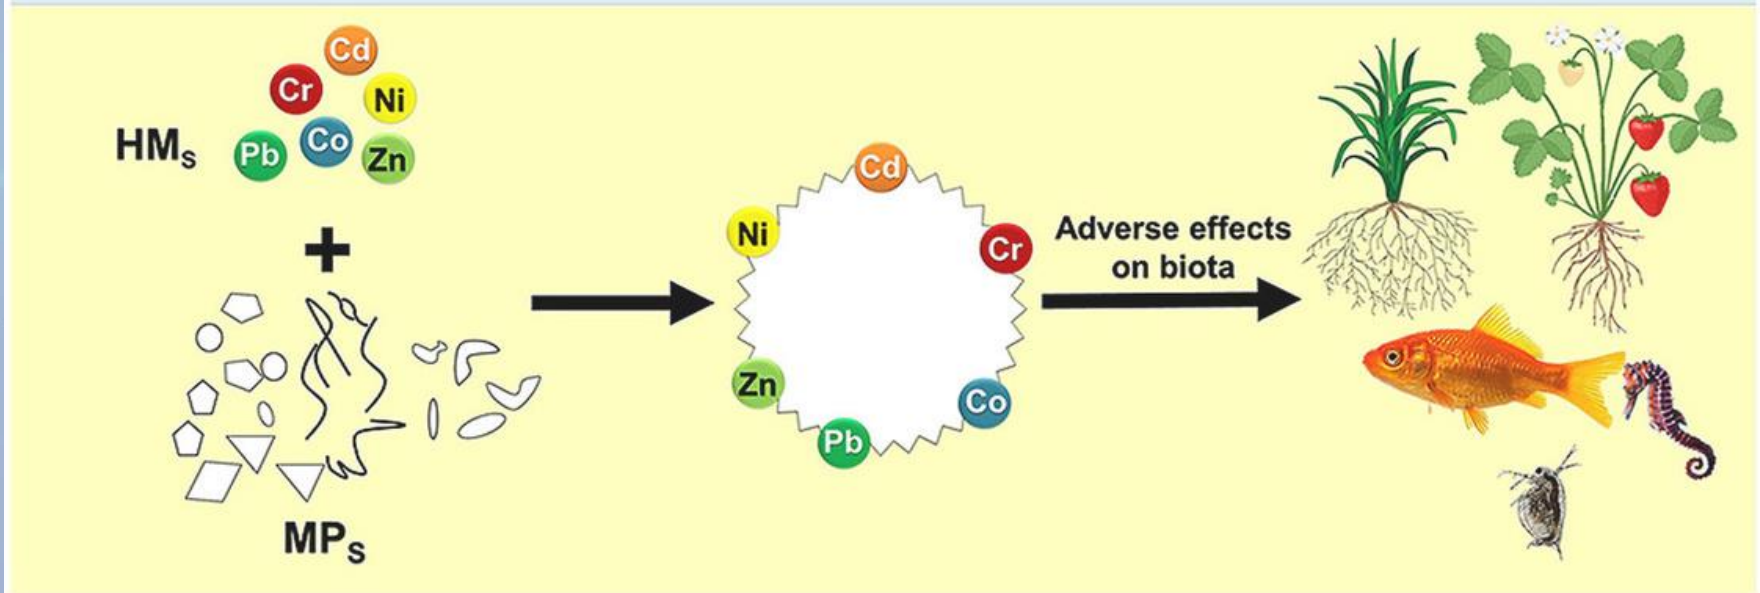 Cd
Cr
Ni
HMs
Pb
Co
Zn
+
MPs
Cd
Ni
Cr
Zn
Co
Pb
Adverse effects
on biota